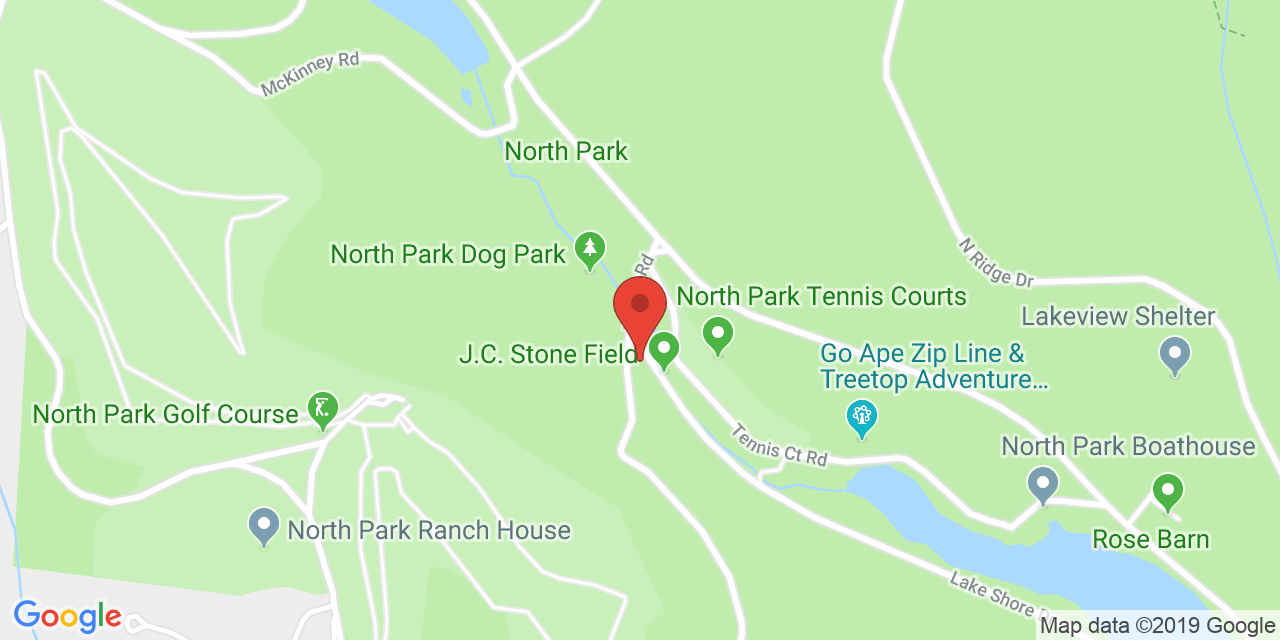 McKinney Rd
North Park
North Park Dog Park
Rd
N Ridge Dr
North Park Tennis Courts
Lakeview Shelter
J.C. Stone Field
Go Ape Zip Line &
Treetop Adventure...
North Park Golf Course
Tennis Ct Rd
North Park Boathouse
North Park Ranch House
Rose Barn
Lake Shore
Google
Map data ©2019 Google